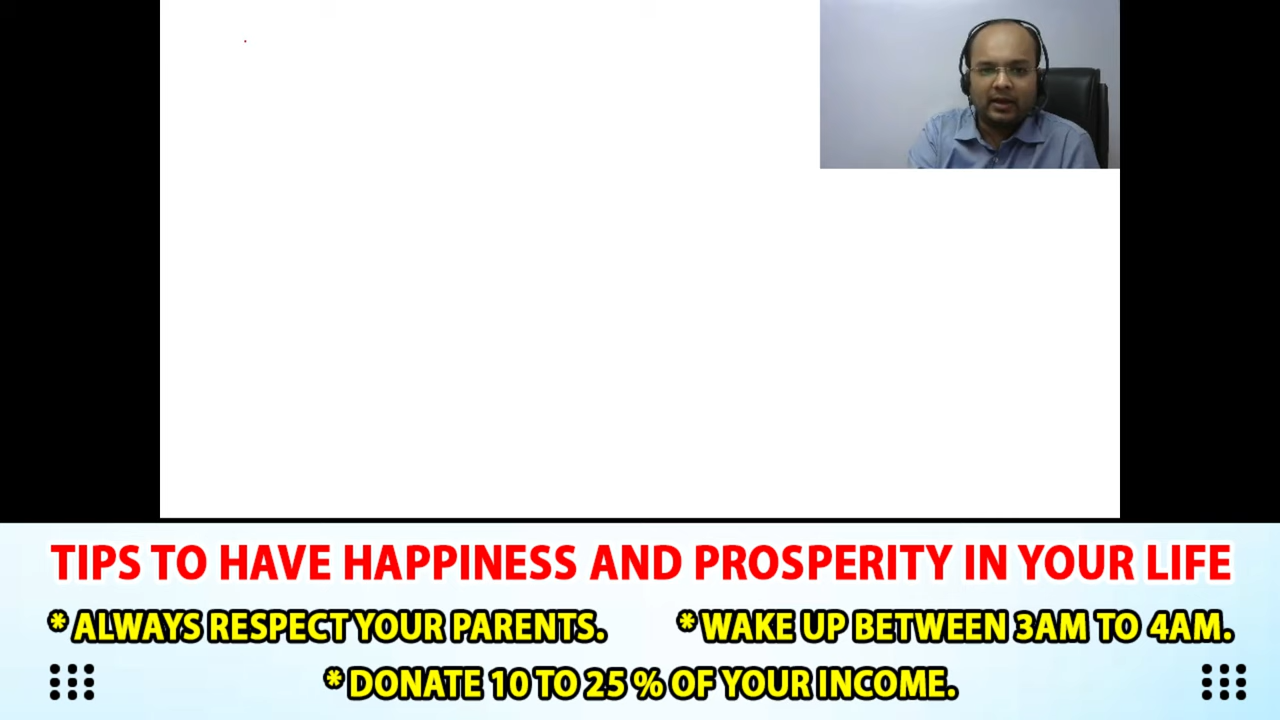 TIPS TO HAVE HAPPINESS AND PROSPERITY IN YOUR LIFE
* ALWAYS RESPECT YOUR PARENTS. * WAKE UP BETWEEN 3AM TO 4AM.
* DONATE 10 TO 25 % OF YOUR INCOME.